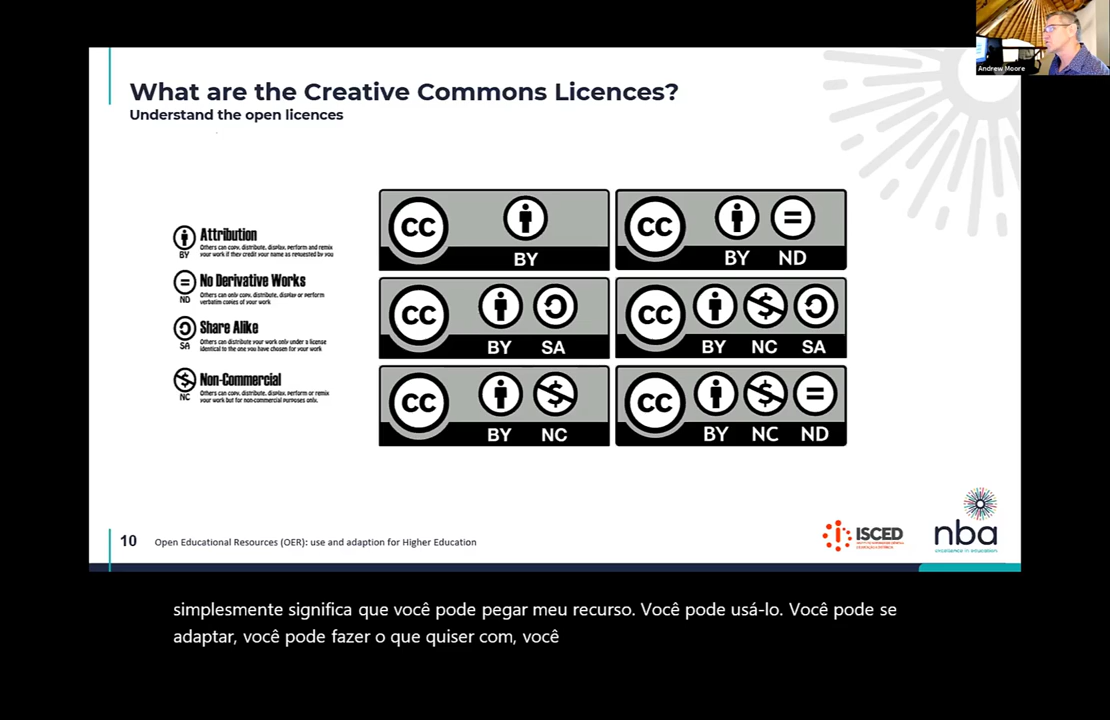 Andrew Moore
What are the Creative Commons Licences?
Understand the open licences
Attribution
Others can copy, distribute, display, perform and remix
your work if they credit your name as requested by you
BY
No Derivative Works
Others can only copy, distribute, display or perform
verbatim copies of your work
ND
Share Alike
Others can distribute your work only under a license
identical to the one you have chosen for your work
SA
Non-Commercial
Others can copy, distribute, display, perform or remix
your work but for non-commercial purposes only.
NC
CC BY
CC BY ND
CC BY SA
CC BY NC SA
CC BY NC
CC BY NC ND
10 Open Educational Resources (OER): use and adaption for Higher Education
ISCED
nba
excellence in education
simplesmente significa que você pode pegar meu recurso. Você pode usá-lo. Você pode se
adaptar, você pode fazer o que quiser com, você